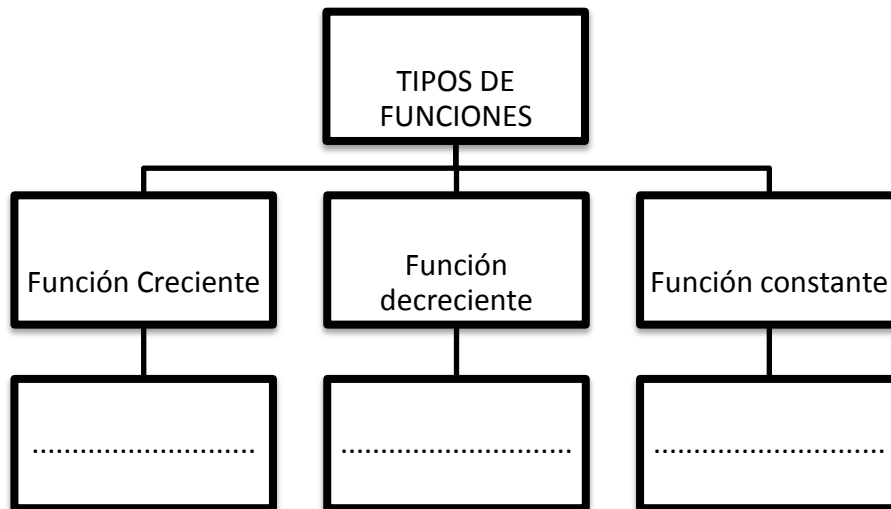 TIPOS DE
FUNCIONES
Función Creciente
Función
decreciente
Función constante
............................
.............................
.............................